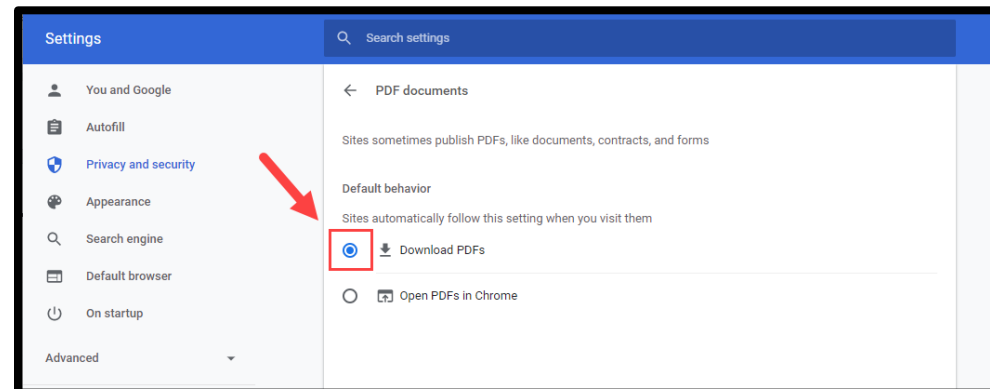 Settings
Search settings
You and Google
Autofill
Privacy and security
Appearance
Search engine
Default browser
On startup
Advanced
PDF documents
Sites sometimes publish PDFs, like documents, contracts, and forms
Default behavior
Sites automatically follow this setting when you visit them
Download PDFs
Open PDFs in Chrome